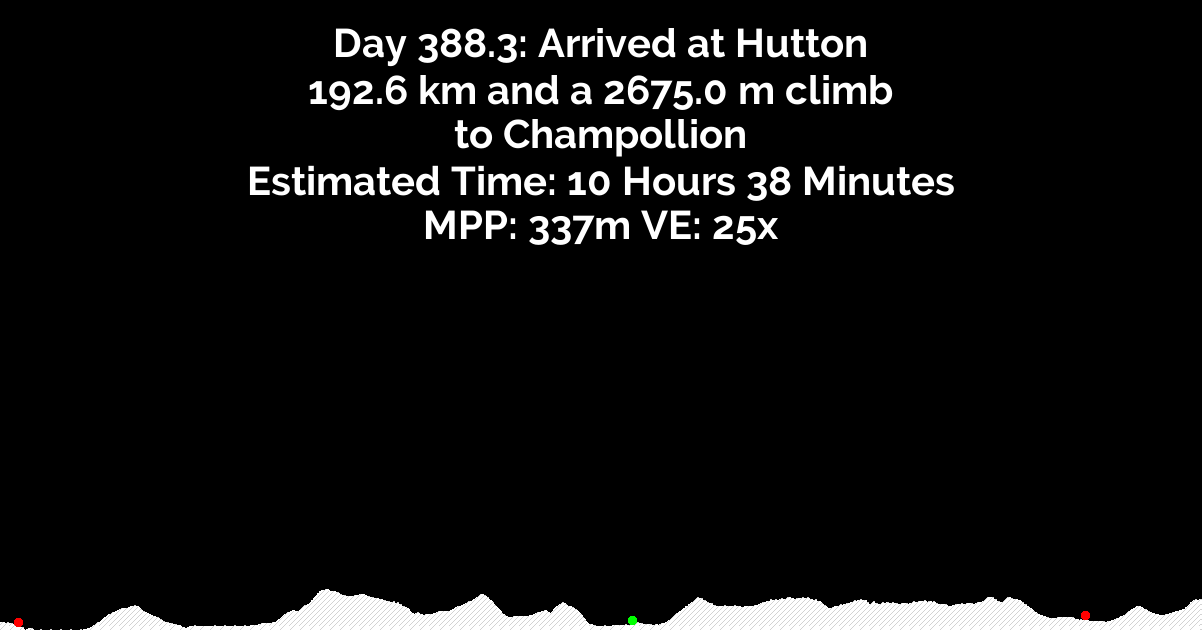 Day 388.3: Arrived at Hutton
192.6 km and a 2675.0 m climb
to Champollion
Estimated Time: 10 Hours 38 Minutes
MPP: 337m VE: 25x